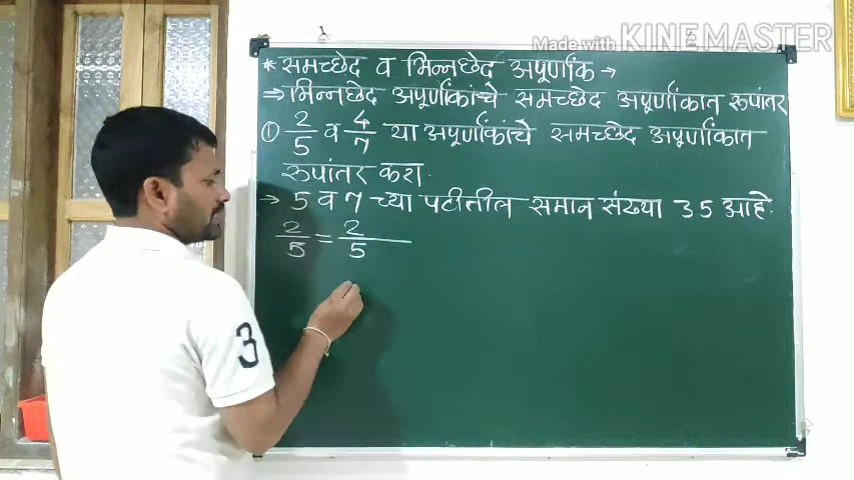 Made with KINEMASTER
* समच्छेद व भिन्नछेद अपूर्णांक →
⇒ भिन्नछेद अपूर्णांकांचे समच्छेद अपूर्णांकात रूपांतर
① 2/5 व 4/7 या अपूर्णांकांचे समच्छेद अपूर्णांकात
रूपांतर करा.
→ 5 व 7 च्या पटीतील समान संख्या 35 आहे.
2/5 = 2/5
3